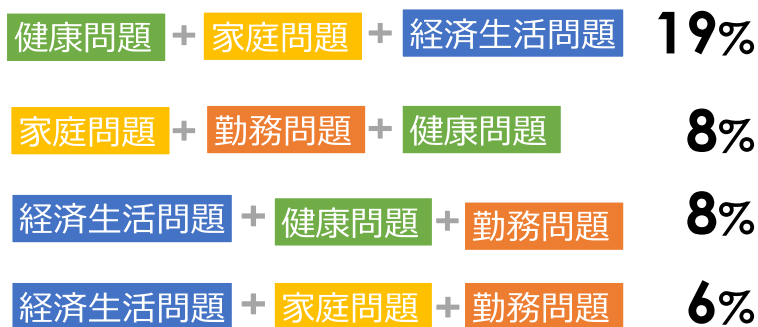 健康問題 + 家庭問題 + 経済生活問題 19%
家庭問題 + 勤務問題 + 健康問題 8%
経済生活問題 + 健康問題 + 勤務問題 8%
経済生活問題 + 家庭問題 + 勤務問題 6%